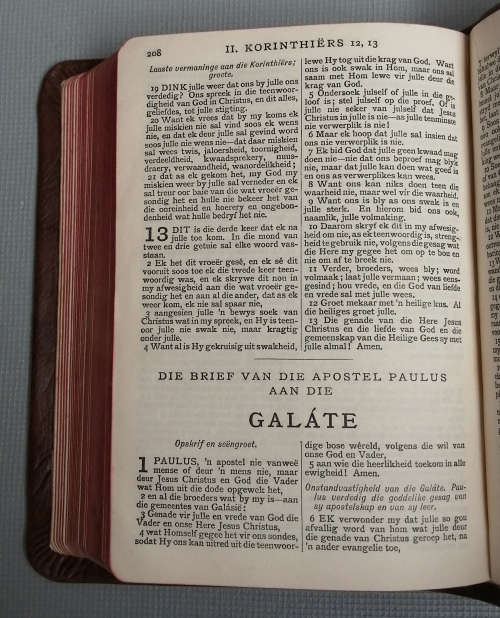 208
II. KORINTHIËRS 12, 13
Laaste vermaninge aan die Korinthiërs;
groete.
19 DINK julle weer dat ons by julle ons
verdedig? Ons spreek in die teenwoor-
digheid van God in Christus, en dit alles,
geliefdes, tot julle stigting.
20 Want ek vrees dat by my koms ek
julle miskien nie sal vind soos ek wens
nie, en dat ek deur julle sal gevind word
soos julle nie wens nie—dat daar miskien
sal wees twis, jaloersheid, toornigheid,
verdeeldheid, kwaadsprekery, nuus-
draery, verwaandheid, wanordelikheid;
21 dat as ek gekom het, my God my
miskien weer by julle sal verneder en ek
sal treur oor baie van die wat vroeër ge-
sondig het en hulle nie bekeer het van
die onreinheid en hoerery en ongebon-
denheid wat hulle bedryf het nie.
13 DIT is die derde keer dat ek na
julle toe kom. In die mond van
twee en drie getuie sal elke woord vas-
staan.
2 Ek het dit vroeër gesê, en ek sê dit
vooruit soos toe ek die twede keer teen-
woordig was, en ek skrywe dit non in
my afwesigheid aan die wat vroeër ge-
sondig het en aan al die ander, dat as ek
weer kom, ek nie sal spaar nie,
3 aangesien julle 'n bewys soek van
Christus wat in my spreek, en Hy is teen-
oor julle nie swak nie, maar kragtig
onder julle.
4 Want al is Hy gekruisig uit swakheid,
lewe Hy tog uit die krag van God. Want
ons is ook swak in Hom, maar ons sal
saam met Hom lewe vir julle deur die
krag van God.
5 Ondersoek julself of julle in die ge-
loof is; stel julself op die proef. Of is
julle nie seker van julself dat Jesus
Christus in julle is nie—as julle tenminste
nie verwerplik is nie!
6 Maar ek hoop dat julle sal insien dat
ons nie verwerplik is nie.
7 Ek bid God dat julle geen kwaad mag
doen nie—nie dat ons beproef mag blyk
nie, maar dat julle kan doen wat goed is
en ons as verwerplikes kan wees.
8 Want ons kan niks doen teen die
waarheid nie, maar wel vir die waarheid.
9 Want ons is bly as ons swak is en
julle sterk. En hierom bid ons ook,
naamlik, julle volmaking.
10 Daarom skryf ek dit in my afwesig-
heid om nie, as ek teenwoordig is, streng-
heid te gebruik nie, volgens die gesag wat
die Here my gegee het om op te bou en
nie om af te breek nie.
11 Verder, broeders, wees bly; word
volmaak; laat julle vermaan; wees eens-
gesind; hou vrede, en die God van liefde
en vrede sal met julle wees.
12 Groet mekaar met 'n heilige kus. Al
die heiliges groet julle.
13 Die genade van die Here Jesus
Christus en die liefde van God en die
gemeenskap van die Heilige Gees sy met
julle almal! Amen.
DIE BRIEF VAN DIE APOSTEL PAULUS
AAN DIE
GALÁTE
Opskrif en seëngroet.
1 PAULUS, 'n apostel nie vanweë
mense of deur 'n mens nie, maar
deur Jesus Christus en God die Vader
wat Hom uit die dode opgewek het,
2 en al die broeders wat by my is—aan
die gemeentes van Galásië:
3 Genade vir julle en vrede van God die
Vader en onse Here Jesus Christus,
4 wat Homself gegee het vir ons sondes,
sodat Hy ons kan uitred uit die teenwoor-
dige bose wêreld, volgens die wil van
onse God en Vader,
5 aan wie die heerlikheid toekom in alle
ewigheid! Amen.
Onstandvastigheid van die Galáte. Pau-
lus verdedig die goddelike gesag van
sy apostelskap en van sy leer.
6 EK verwonder my dat julle so gou
afvallig word van hom wat julle deur
die genade van Christus geroep het, na
'n ander evangelie toe,